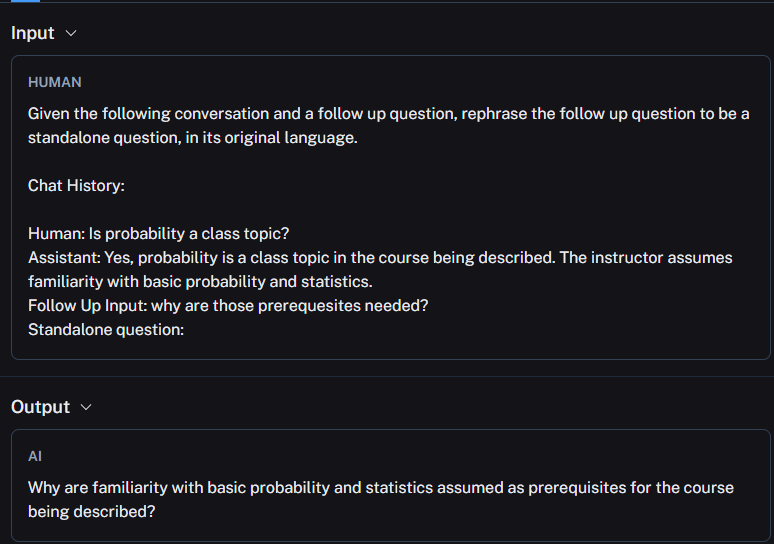 Input
HUMAN
Given the following conversation and a follow up question, rephrase the follow up question to be a
standalone question, in its original language.
Chat History:
Human: Is probability a class topic?
Assistant: Yes, probability is a class topic in the course being described. The instructor assumes
familiarity with basic probability and statistics.
Follow Up Input: why are those prerequesites needed?
Standalone question:
Output
AI
Why are familiarity with basic probability and statistics assumed as prerequisites for the course
being described?